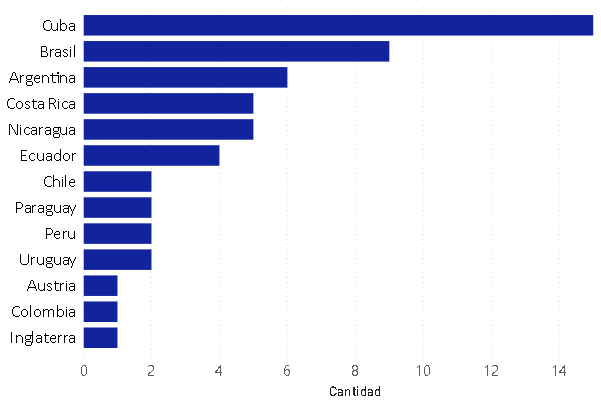 Cuba
Brasil
Argentina
Costa Rica
Nicaragua
Ecuador
Chile
Paraguay
Peru
Uruguay
Austria
Colombia
Inglaterra
0 2 4 6 8 10 12 14
Cantidad